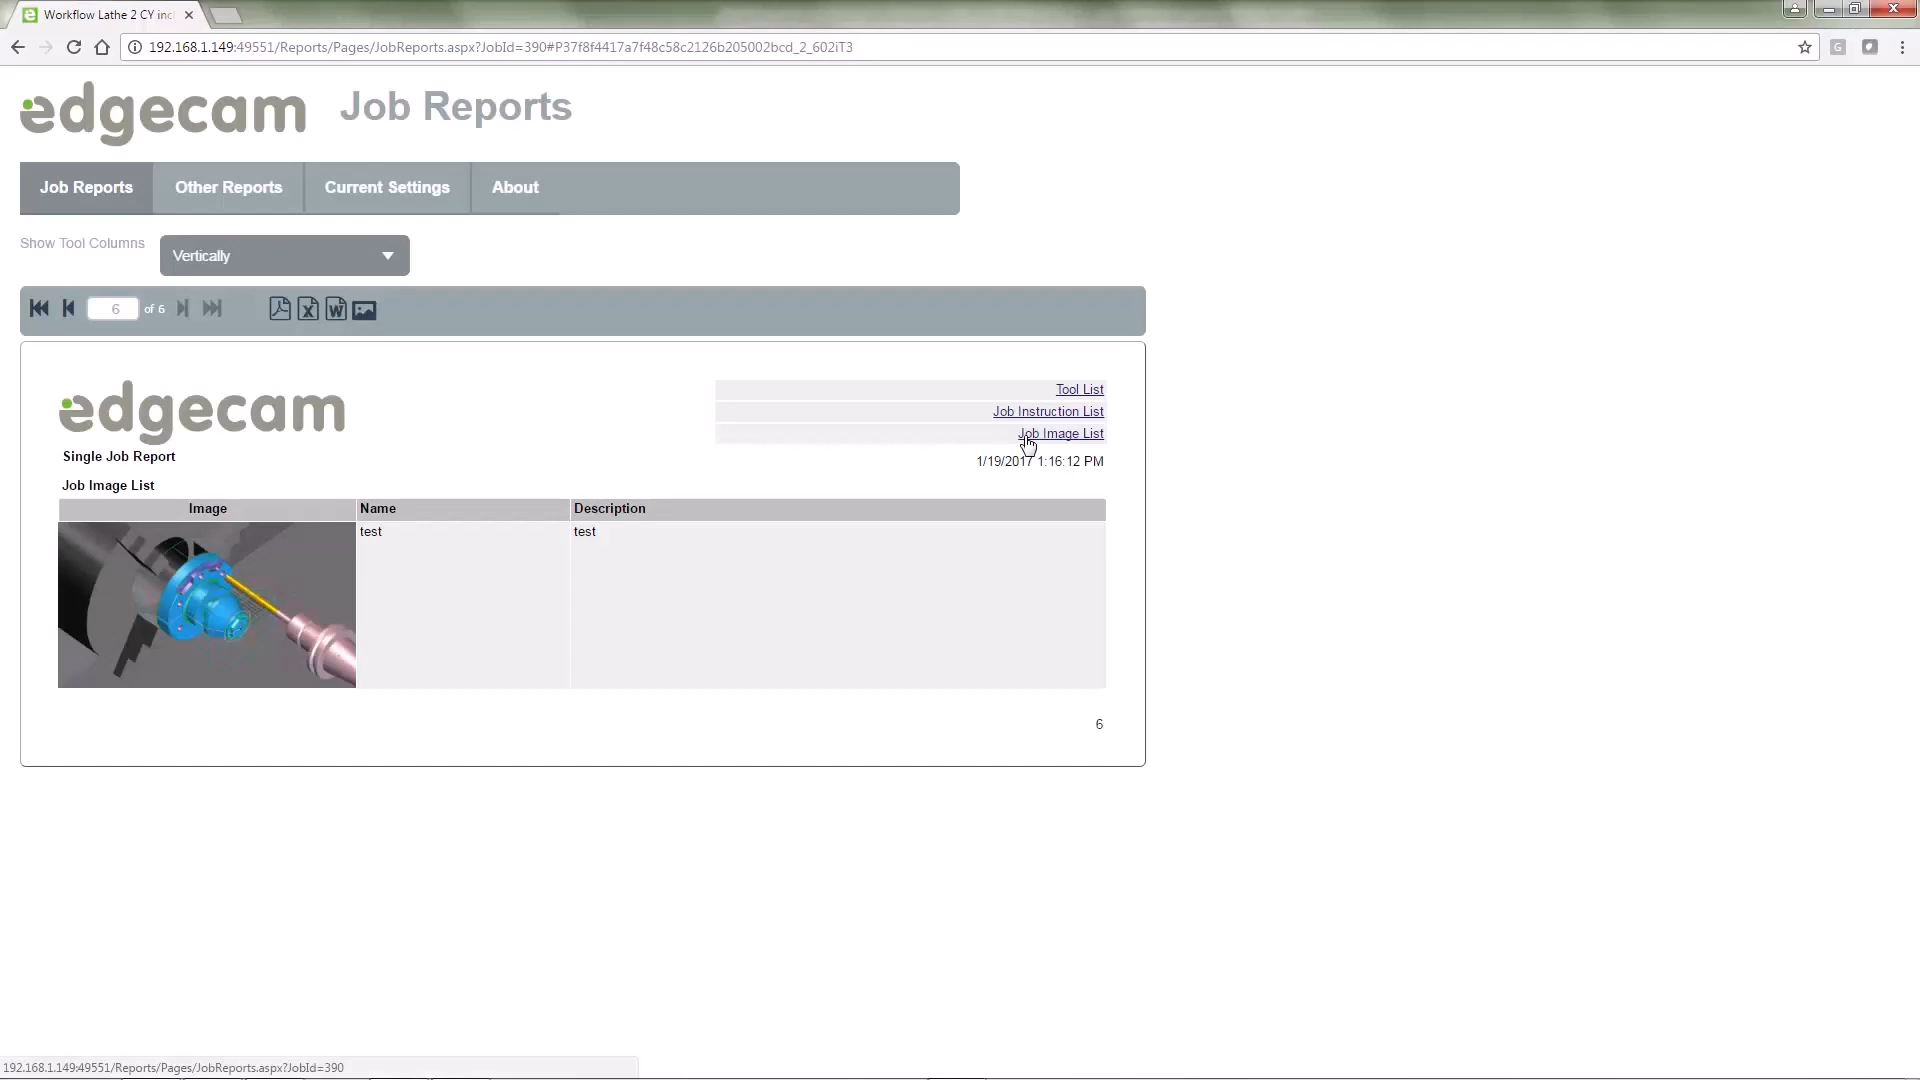 Workflow Lathe 2 CY inc
192.168.1.149:49551/Reports/Pages/JobReports.aspx?JobId=390#P37f8f4417a7f48c58c2126b205002bcd_2_602iT3
edgecam Job Reports
Job Reports Other Reports Current Settings About
Show Tool Columns Vertically
6 of 6
edgecam
Tool List
Job Instruction List
Job Image List
Single Job Report
1/19/2017 1:16:12 PM
Job Image List
Image Name Description
test test
6
192.168.1.149:49551/Reports/Pages/JobReports.aspx?JobId=390